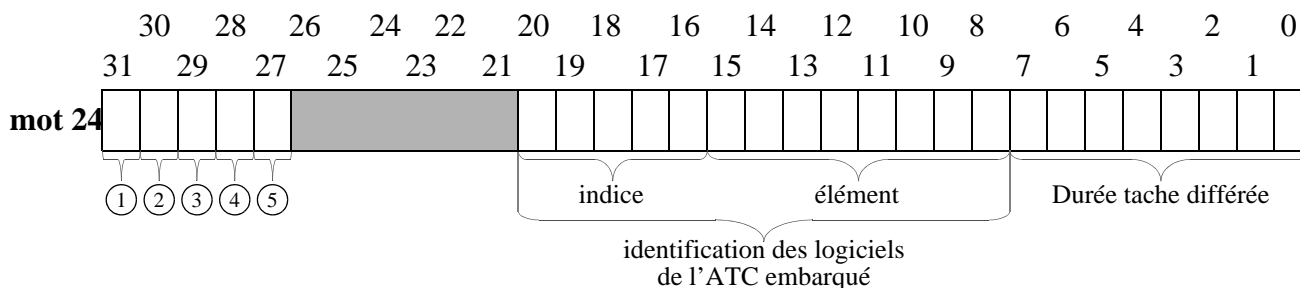 30 28 26 24 22 20 18 16 14 12 10 8 6 4 2 0
31 29 27 25 23 21 19 17 15 13 11 9 7 5 3 1
mot 24
1 2 3 4 5 indice élément Durée tache différée
identification des logiciels
de l'ATC embarqué